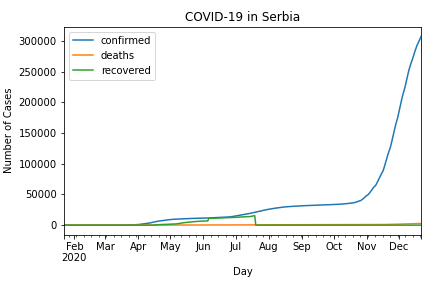 COVID-19 in Serbia
confirmed
deaths
recovered
Number of Cases
300000
250000
200000
150000
100000
50000
0
Feb Mar Apr May Jun Jul Aug Sep Oct Nov Dec
2020
Day